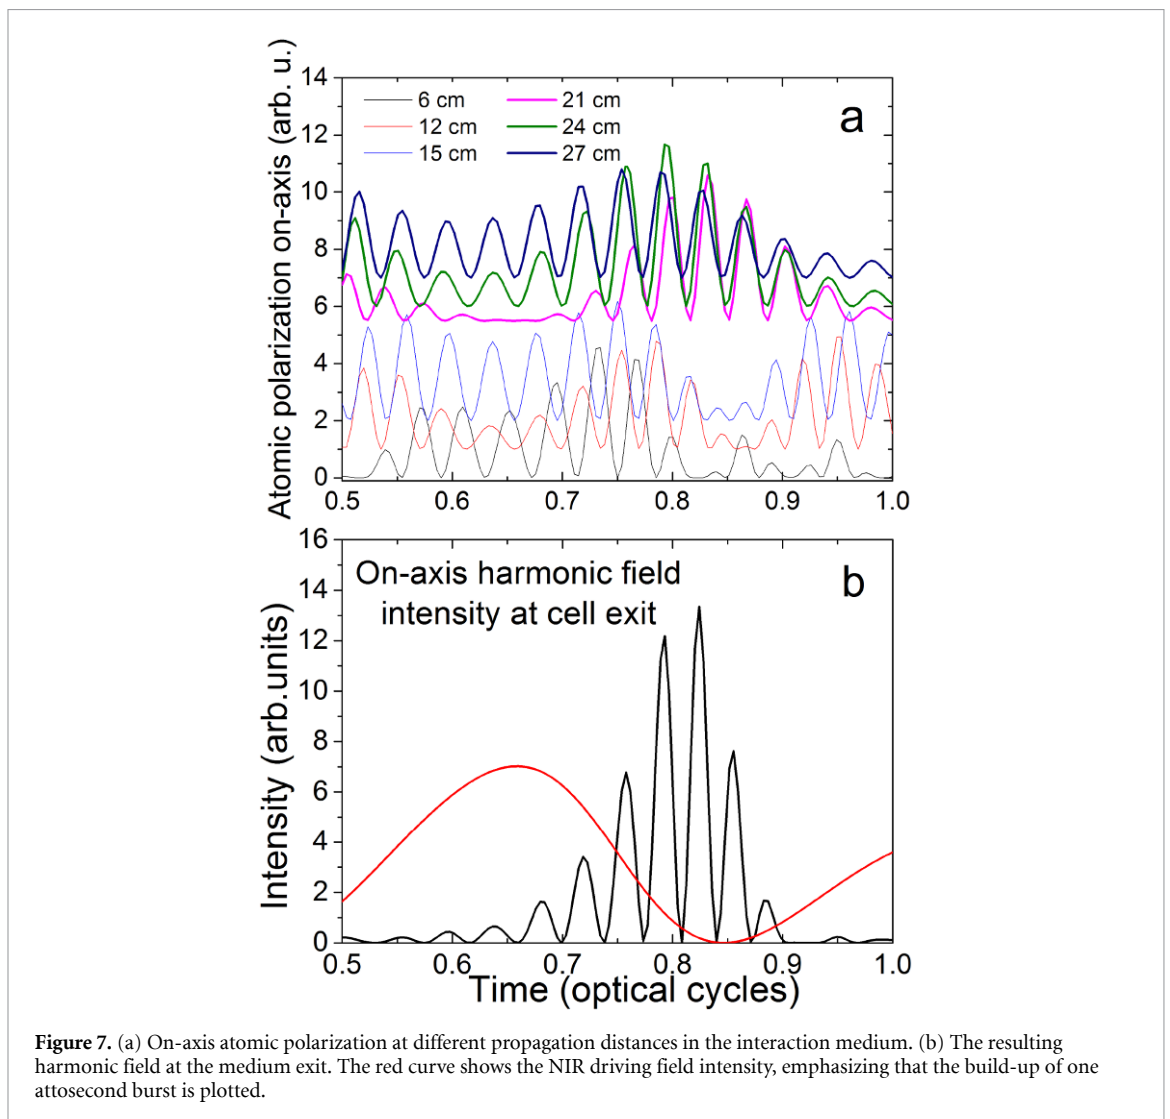 Atomic polarization on-axis (arb. u.)
14
12
10
8
6
4
2
0
6 cm
12 cm
15 cm
21 cm
24 cm
27 cm
a
0.5 0.6 0.7 0.8 0.9 1.0
Intensity (arb.units)
16
14
12
10
8
6
4
2
0
On-axis harmonic field
intensity at cell exit
b
0.5 0.6 0.7 0.8 0.9 1.0
Time (optical cycles)
Figure 7. (a) On-axis atomic polarization at different propagation distances in the interaction medium. (b) The resulting
harmonic field at the medium exit. The red curve shows the NIR driving field intensity, emphasizing that the build-up of one
attosecond burst is plotted.